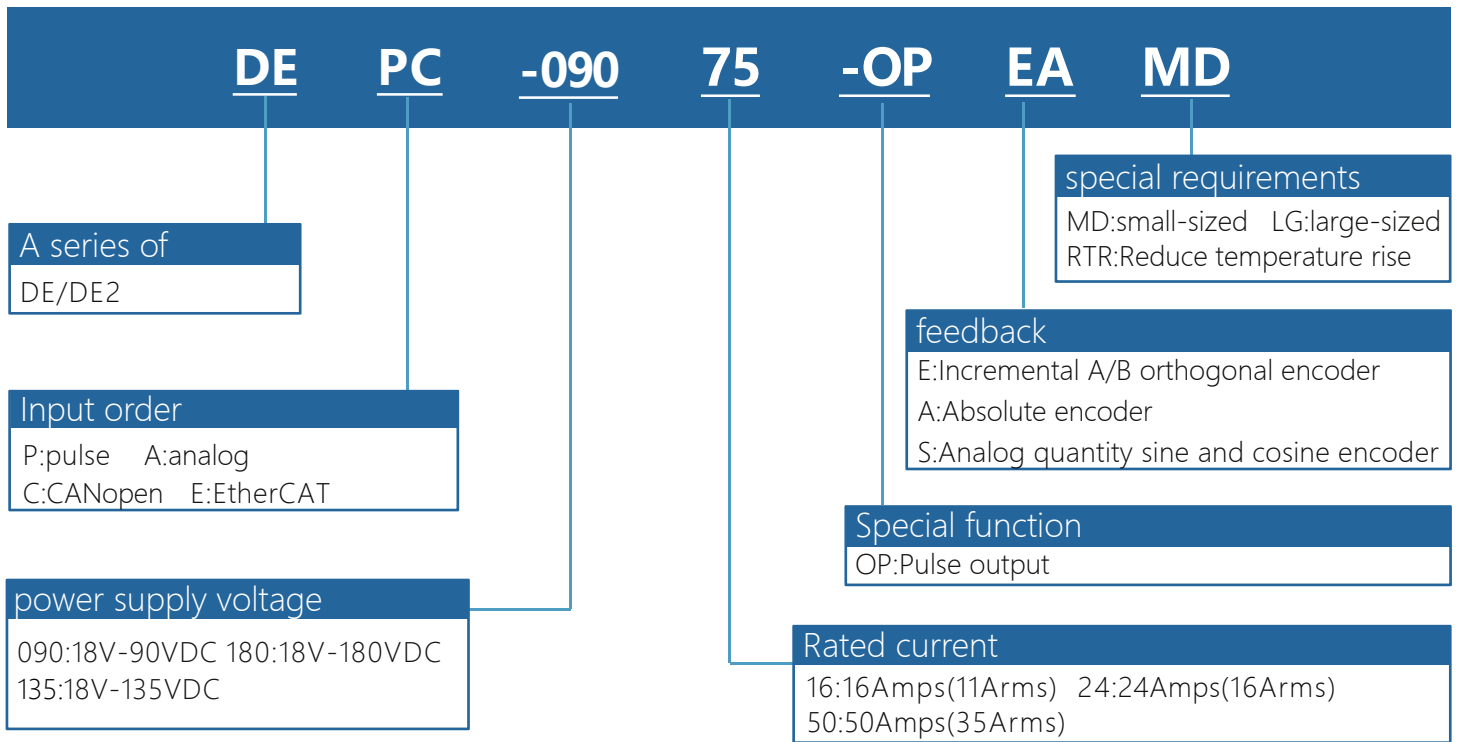 DE PC -090 75 -OP EA MD
special requirements
MD:small-sized LG:large-sized
RTR:Reduce temperature rise
A series of
DE/DE2
feedback
E:Incremental A/B orthogonal encoder
A:Absolute encoder
S:Analog quantity sine and cosine encoder
Input order
P:pulse A:analog
C:CANopen E:EtherCAT
Special function
OP:Pulse output
power supply voltage
090:18V-90VDC 180:18V-180VDC
135:18V-135VDC
Rated current
16:16Amps(11Arms) 24:24Amps(16Arms)
50:50Amps(35Arms)